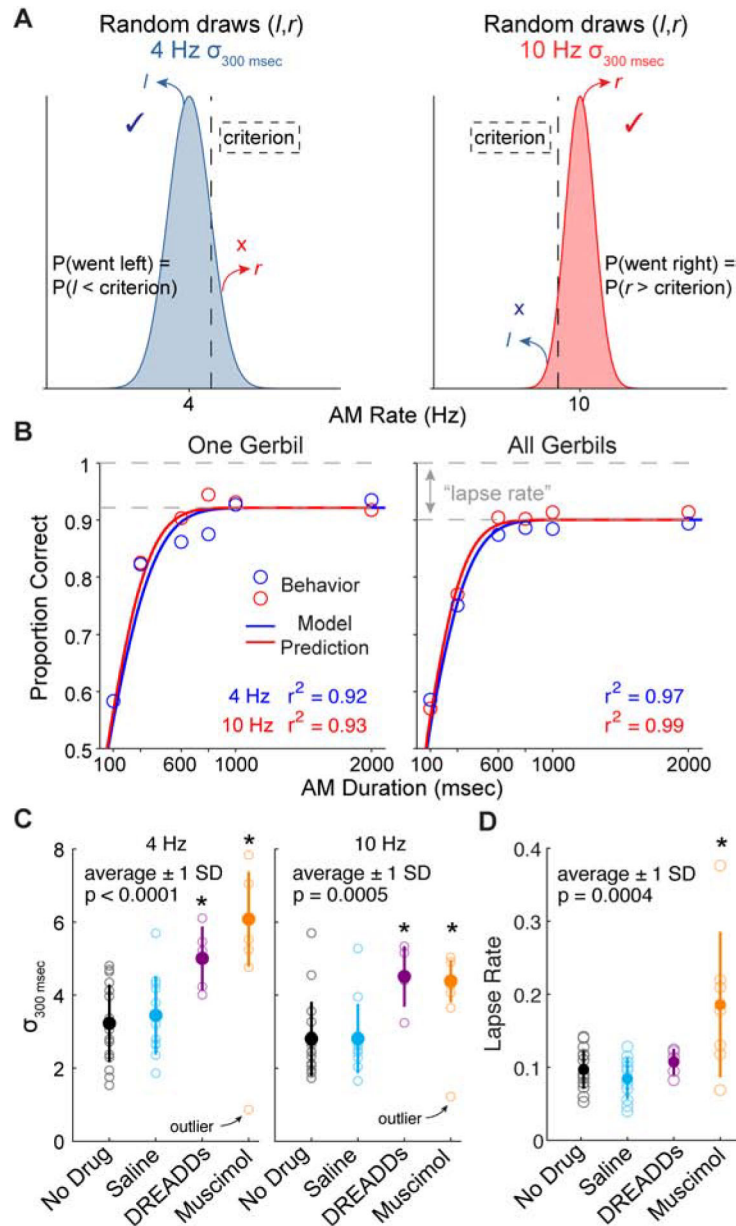 A
Random draws (l,r)
4 Hz σ300 msec
l
✓
criterion
x
r
P(went left) =
P(l < criterion)
4
Random draws (l,r)
10 Hz σ300 msec
r
✓
criterion
x
l
P(went right) =
P(r > criterion)
10
AM Rate (Hz)
B
One Gerbil
All Gerbils
Proportion Correct
1
0.9
0.8
0.7
0.6
0.5
Behavior
Model
Prediction
4 Hz r2 = 0.92
10 Hz r2 = 0.93
100 600 1000 2000
"lapse rate"
r2 = 0.97
r2 = 0.99
100 600 1000 2000
AM Duration (msec)
C
σ300 msec
8
6
4
2
0
4 Hz
average ± 1 SD
p < 0.0001
*
*
outlier
No Drug
Saline
DREADDs
Muscimol
10 Hz
average ± 1 SD
p = 0.0005
*
*
outlier
No Drug
Saline
DREADDs
Muscimol
D
Lapse Rate
0.4
0.3
0.2
0.1
0
average ± 1 SD
p = 0.0004
*
No Drug
Saline
DREADDs
Muscimol